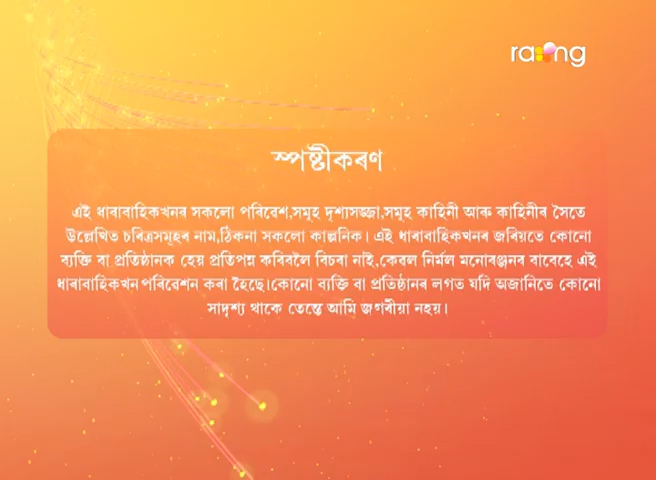 raang
স্পষ্টীকৰণ
এই ধাৰাবাহিকখনৰ সকলো পৰিৱেশ,সমূহ দৃশ্যসজ্জা,সমূহ কাহিনী আৰু কাহিনীৰ সৈতে
উল্লেখিত চৰিত্ৰসমূহৰ নাম,ঠিকনা সকলো কাল্পনিক। এই ধাৰাবাহিকখনৰ জৰিয়তে কোনো
ব্যক্তি বা প্ৰতিষ্ঠানক হেয় প্ৰতিপন্ন কৰিবলৈ বিচৰা নাই,কেৱল নিৰ্মল মনোৰঞ্জনৰ বাবেহে এই
ধাৰাবাহিকখন পৰিৱেশন কৰা হৈছে।কোনো ব্যক্তি বা প্ৰতিষ্ঠানৰ লগত যদি অজানিতে কোনো
সাদৃশ্য থাকে তেন্তে আমি জগৰীয়া নহয়।